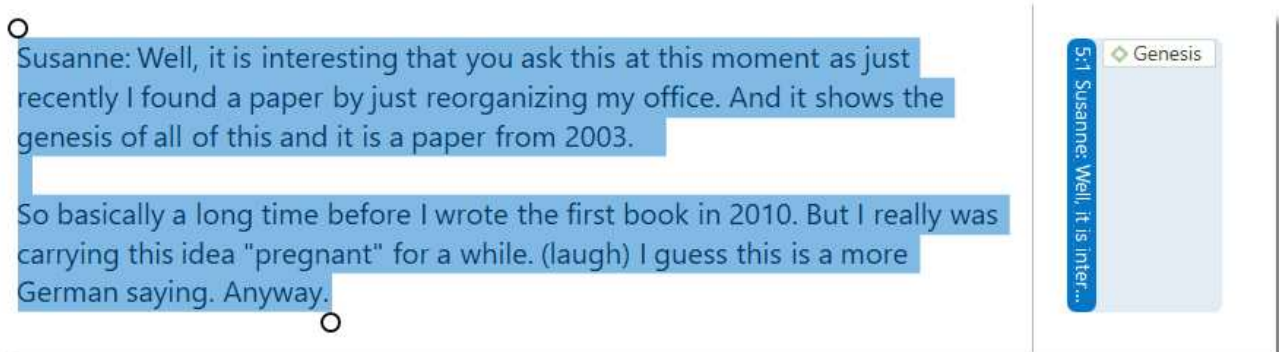 Susanne: Well, it is interesting that you ask this at this moment as just
recently I found a paper by just reorganizing my office. And it shows the
genesis of all of this and it is a paper from 2003.
So basically a long time before I wrote the first book in 2010. But I really was
carrying this idea "pregnant" for a while. (laugh) I guess this is a more
German saying. Anyway.
5:1 Susanne: Well, it is inter...
Genesis